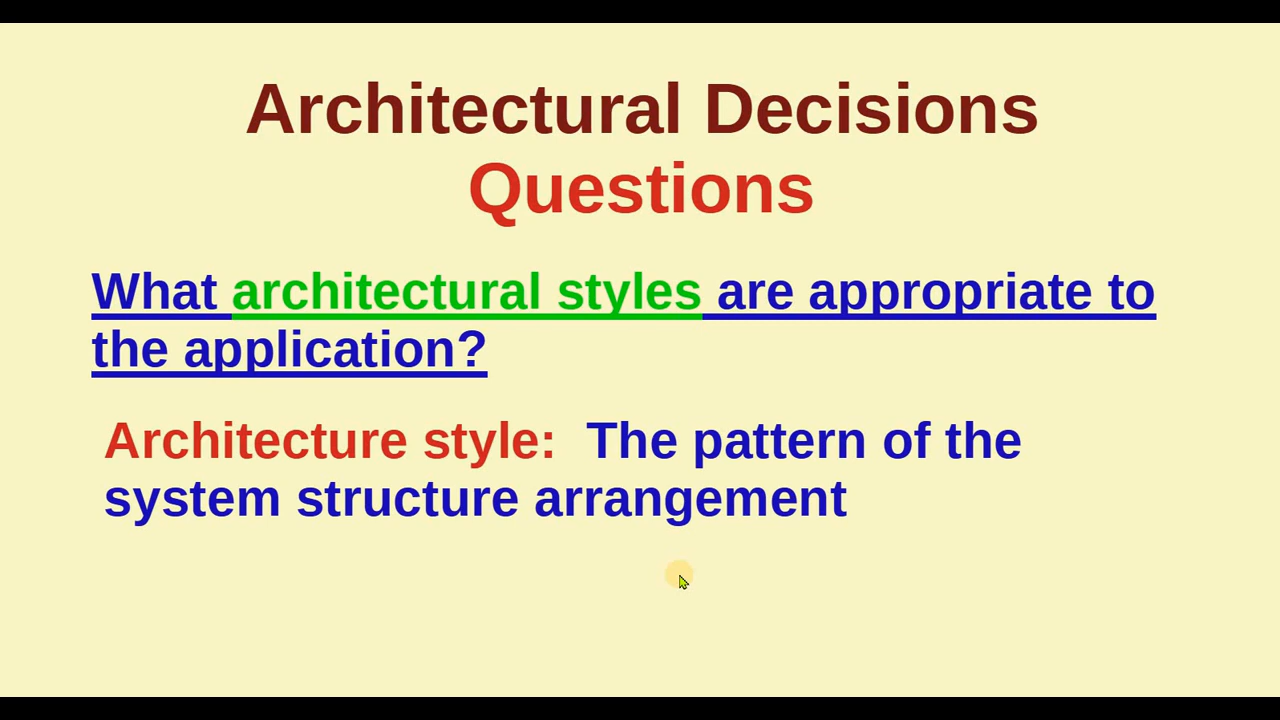 Architectural Decisions
Questions
What architectural styles are appropriate to
the application?
Architecture style:  The pattern of the
system structure arrangement